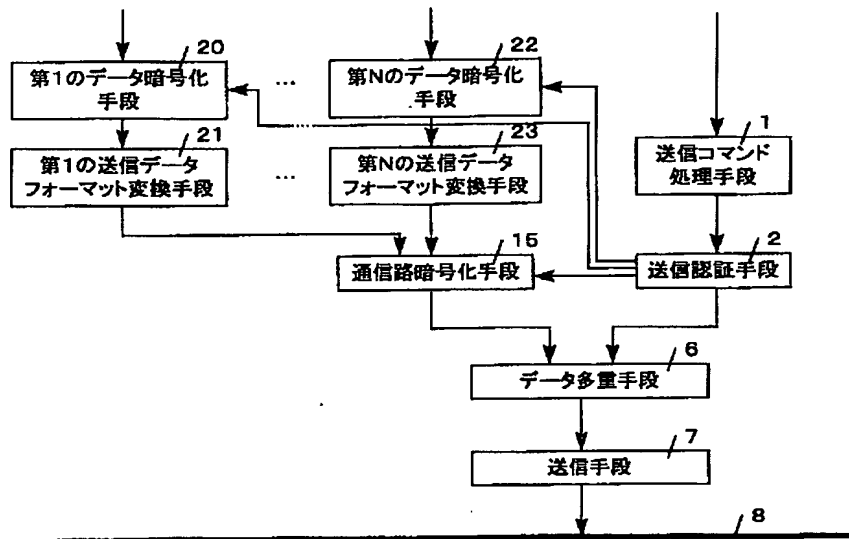 20
第1のデータ暗号化
手段
…
22
第Nのデータ暗号化
手段
21
第1の送信データ
フォーマット変換手段
…
23
第Nの送信データ
フォーマット変換手段
1
送信コマンド
処理手段
15
通信路暗号化手段
2
送信認証手段
6
データ多重手段
7
送信手段
8